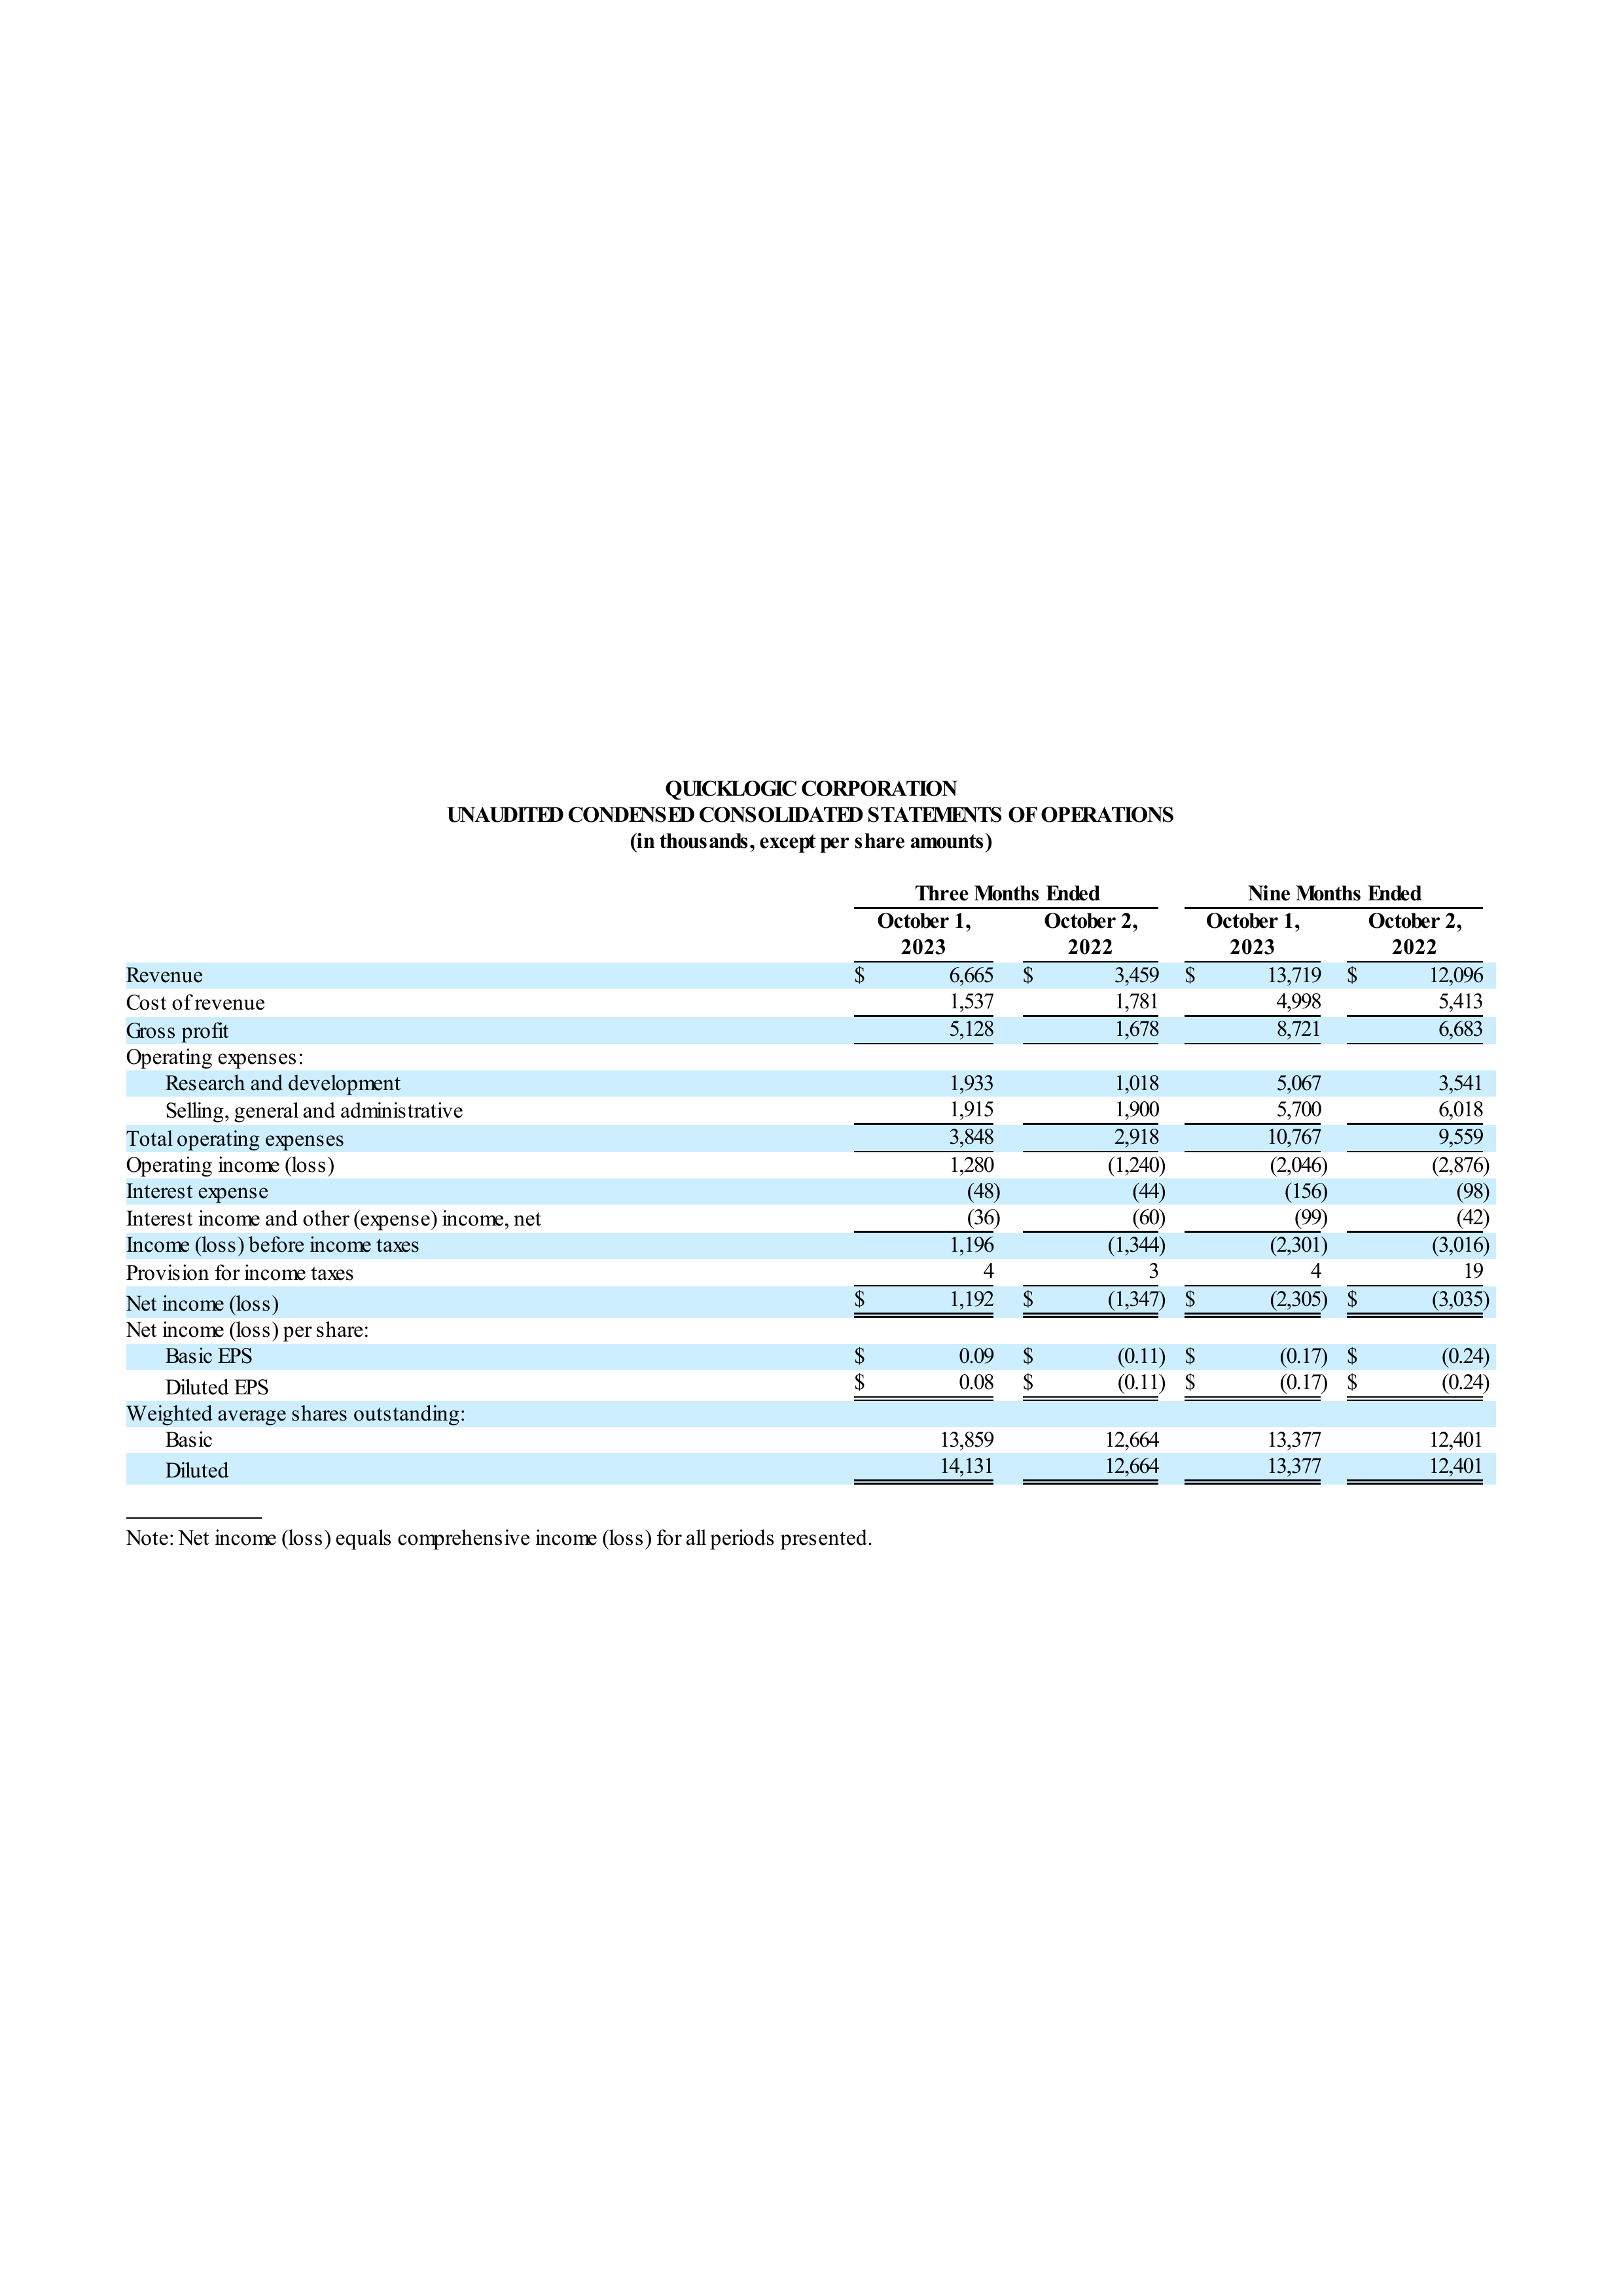 QUICKLOGIC CORPORATION
UNAUDITED CONDENSED CONSOLIDATED STATEMENTS OF OPERATIONS
(in thousands, except per share amounts)
Three Months Ended Nine Months Ended
October 1, October 2, October 1, October 2,
2023 2022 2023 2022
Revenue $ 6,665 $ 3,459 $ 13,719 $ 12,096
Cost of revenue 1,537 1,781 4,998 5,413
Gross profit 5,128 1,678 8,721 6,683
Operating expenses:
Research and development 1,933 1,018 5,067 3,541
Selling, general and administrative 1,915 1,900 5,700 6,018
Total operating expenses 3,848 2,918 10,767 9,559
Operating income (loss) 1,280 (1,240) (2,046) (2,876)
Interest expense (48) (44) (156) (98)
Interest income and other (expense) income, net (36) (60) (99) (42)
Income (loss) before income taxes 1,196 (1,344) (2,301) (3,016)
Provision for income taxes 4 3 4 19
Net income (loss) $ 1,192 $ (1,347) $ (2,305) $ (3,035)
Net income (loss) per share:
Basic EPS $ 0.09 $ (0.11) $ (0.17) $ (0.24)
Diluted EPS $ 0.08 $ (0.11) $ (0.17) $ (0.24)
Weighted average shares outstanding:
Basic 13,859 12,664 13,377 12,401
Diluted 14,131 12,664 13,377 12,401
Note: Net income (loss) equals comprehensive income (loss) for all periods presented.